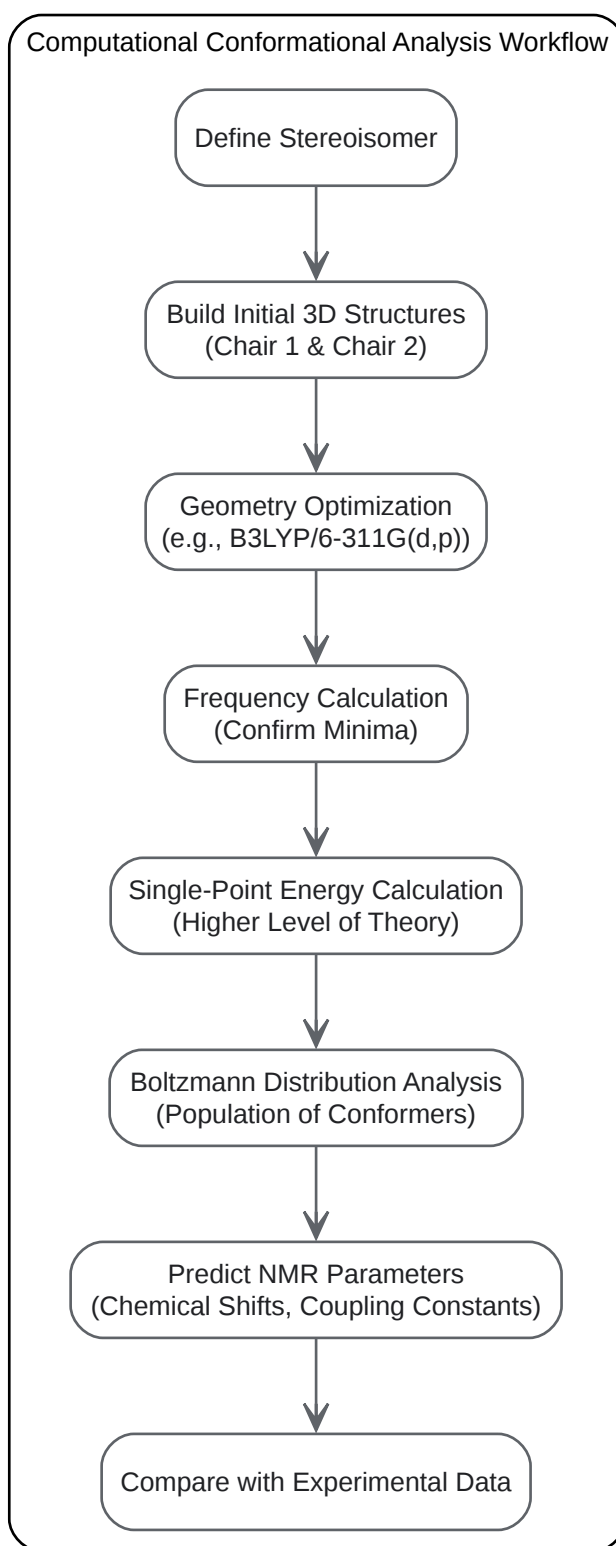 Computational Conformational Analysis Workflow
Define Stereoisomer
Build Initial 3D Structures
(Chair 1 & Chair 2)
Geometry Optimization
(e.g., B3LYP/6-311G(d,p))
Frequency Calculation
(Confirm Minima)
Single-Point Energy Calculation
(Higher Level of Theory)
Boltzmann Distribution Analysis
(Population of Conformers)
Predict NMR Parameters
(Chemical Shifts, Coupling Constants)
Compare with Experimental Data